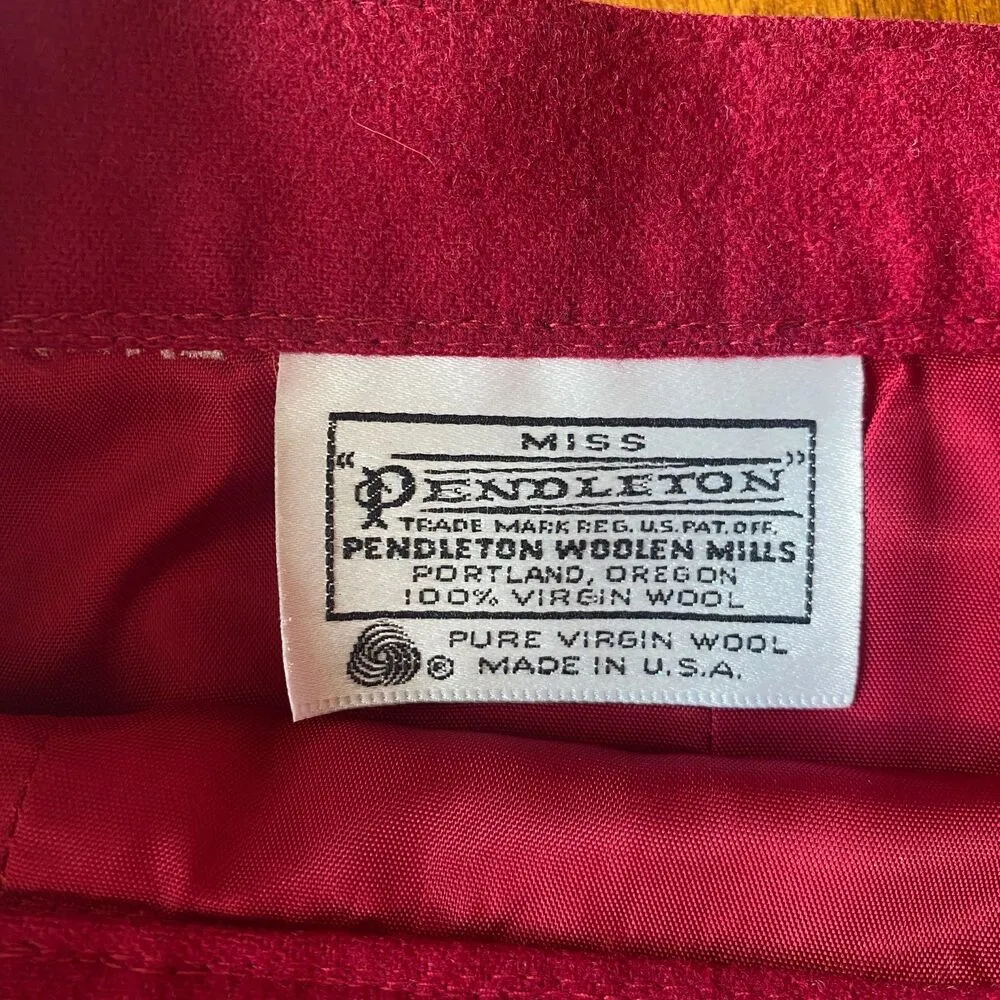 MISS
"PENDLETON"
TRADE MARK REG. U.S. PAT. OFF.
PENDLETON WOOLEN MILLS
PORTLAND, OREGON
100% VIRGIN WOOL
PURE VIRGIN WOOL
® MADE IN U.S.A.